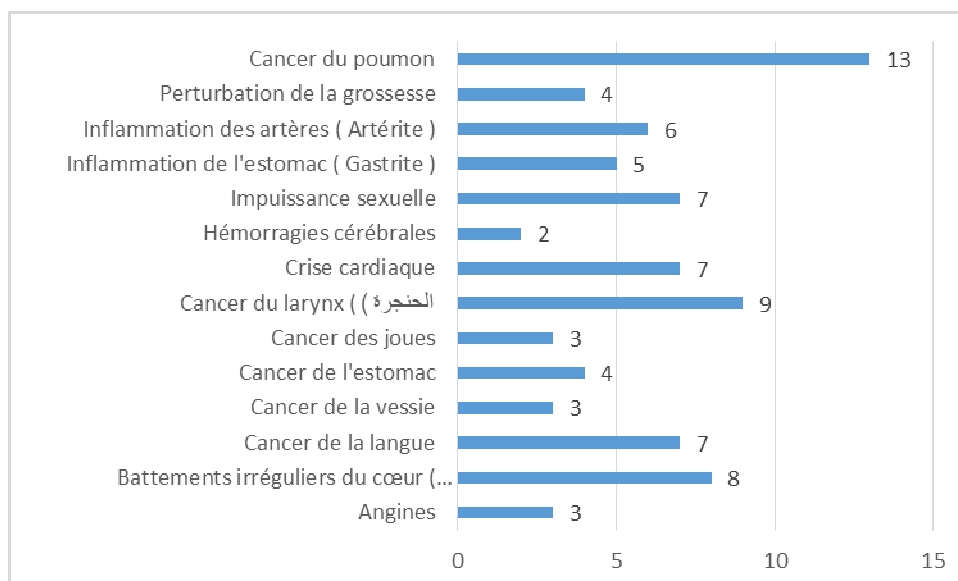 Cancer du poumon 13
Perturbation de la grossesse 4
Inflammation des artères ( Artérite ) 6
Inflammation de l'estomac ( Gastrite ) 5
Impuissance sexuelle 7
Hémorragies cérébrales 2
Crise cardiaque 7
Cancer du larynx ( ( الحنجرة 9
Cancer des joues 3
Cancer de l'estomac 4
Cancer de la vessie 3
Cancer de la langue 7
Battements irréguliers du cœur (... 8
Angines 3
0 5 10 15